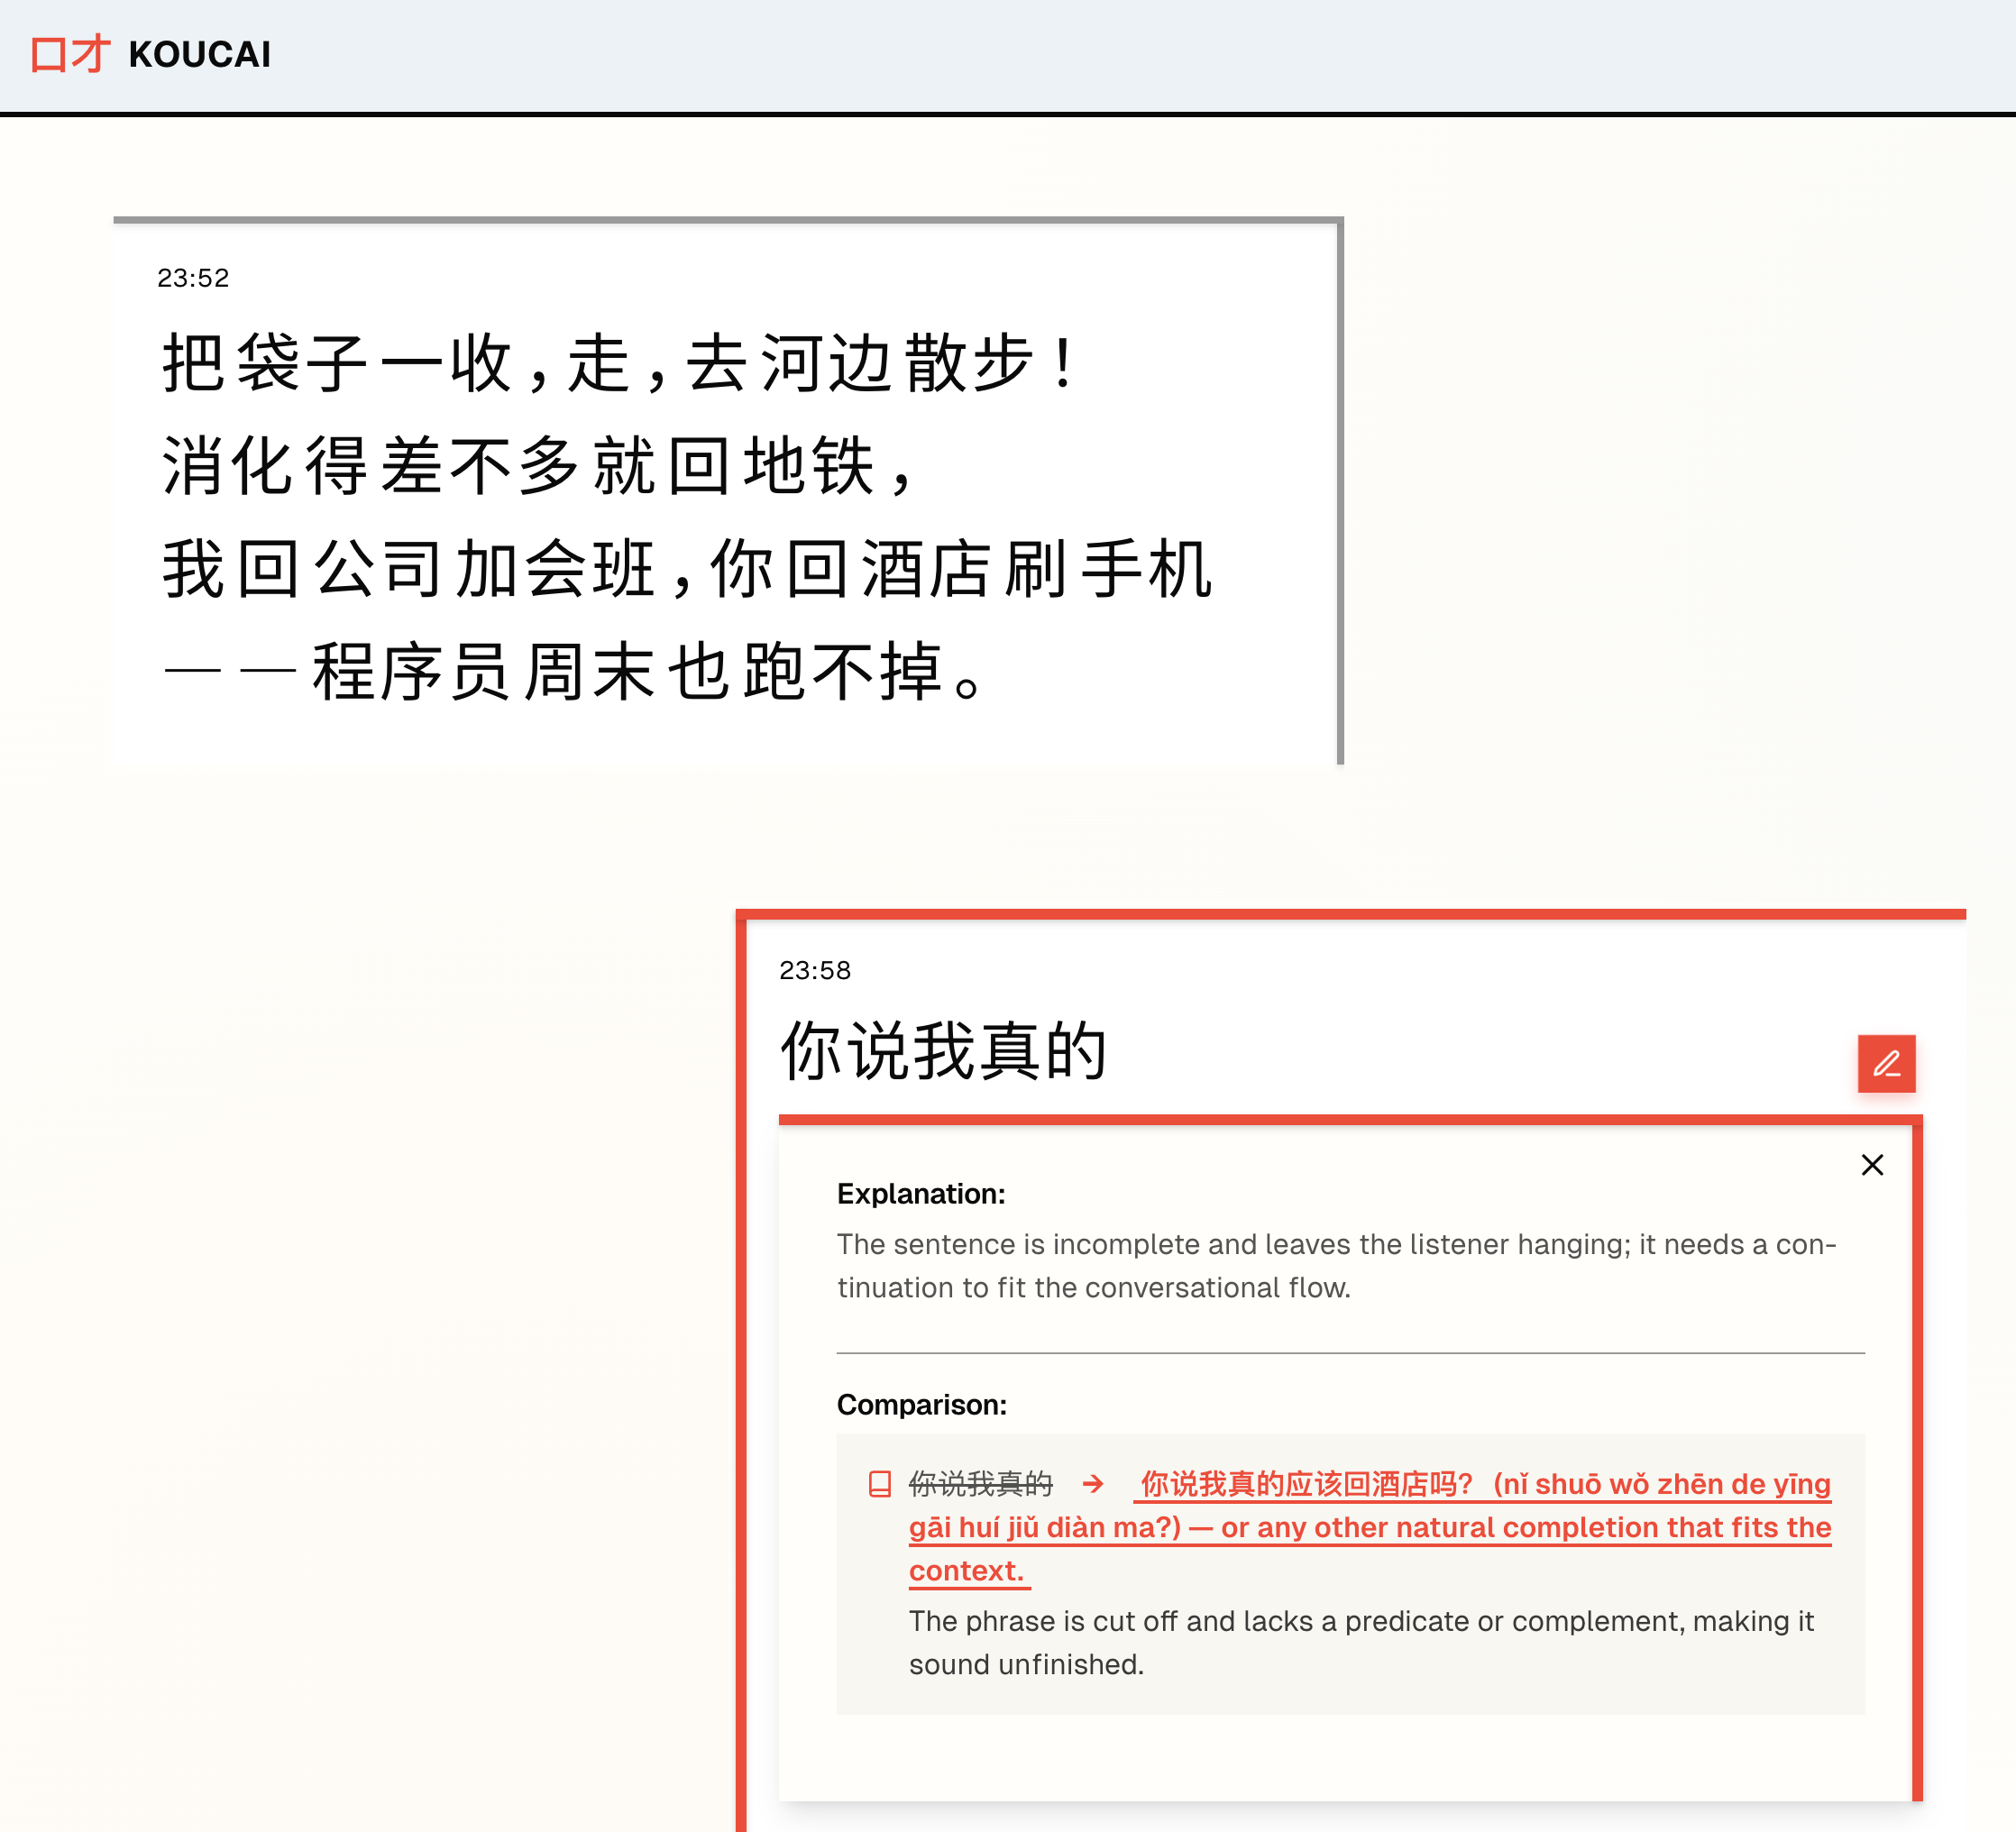 口才 KOUCAI
23:52
把袋子一收，走，去河边散步！
消化得差不多就回地铁，
我回公司加会班，你回酒店刷手机
——程序员周末也跑不掉。
23:58
你说我真的
Explanation:
The sentence is incomplete and leaves the listener hanging; it needs a con-
tinuation to fit the conversational flow.
Comparison:
你说我真的 → 你说我真的应该回酒店吗？ (nǐ shuō wǒ zhēn de yīng
gāi huí jiǔ diàn ma?) — or any other natural completion that fits the
context.
The phrase is cut off and lacks a predicate or complement, making it
sound unfinished.